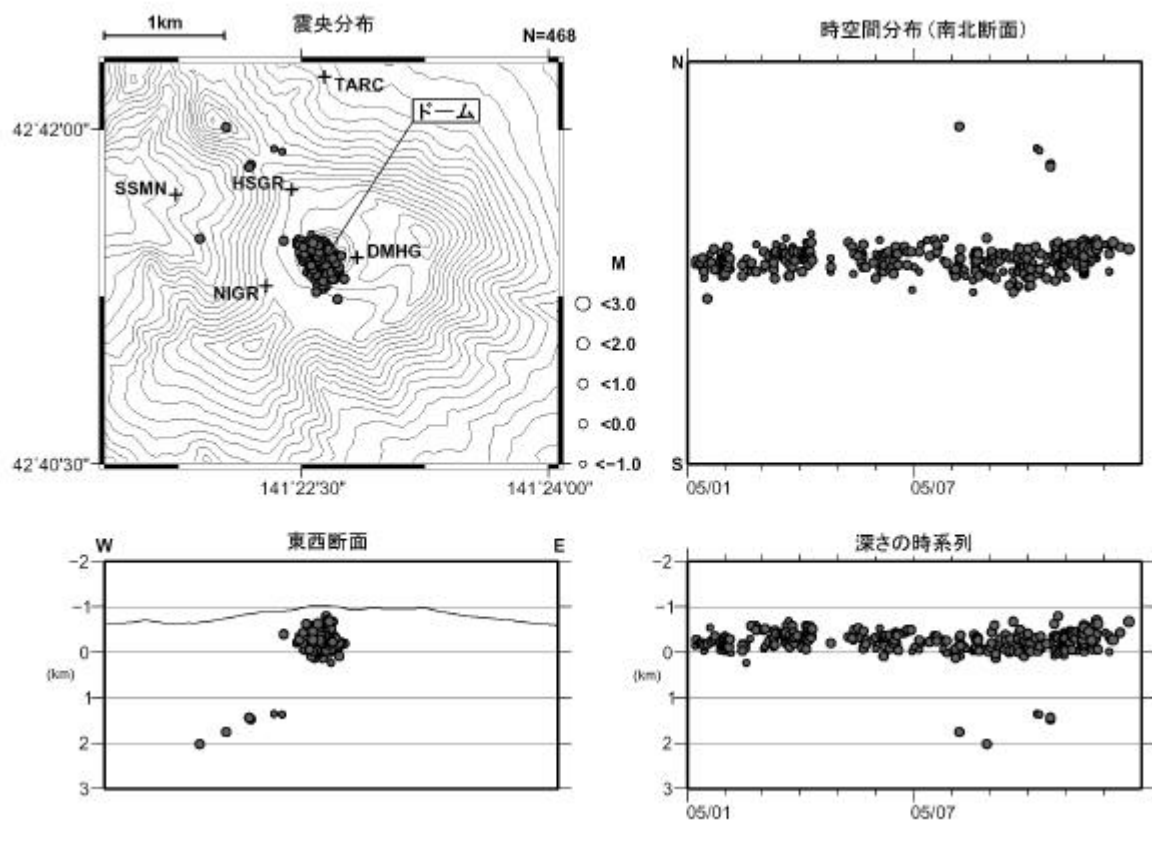 1km
震央分布
N=468
TARC
ドーム
42°42'00"
SSMN
HSGR
DMHG
NIGR
42°40'30"
141°22'30"
141°24'00"
M
<3.0
<2.0
<1.0
<0.0
<-1.0
時空間分布(南北断面)
N
S
05/01
05/07
東西断面
W
E
-2
-1
0
(km)
1
2
3
深さの時系列
-2
-1
0
(km)
1
2
3
05/01
05/07